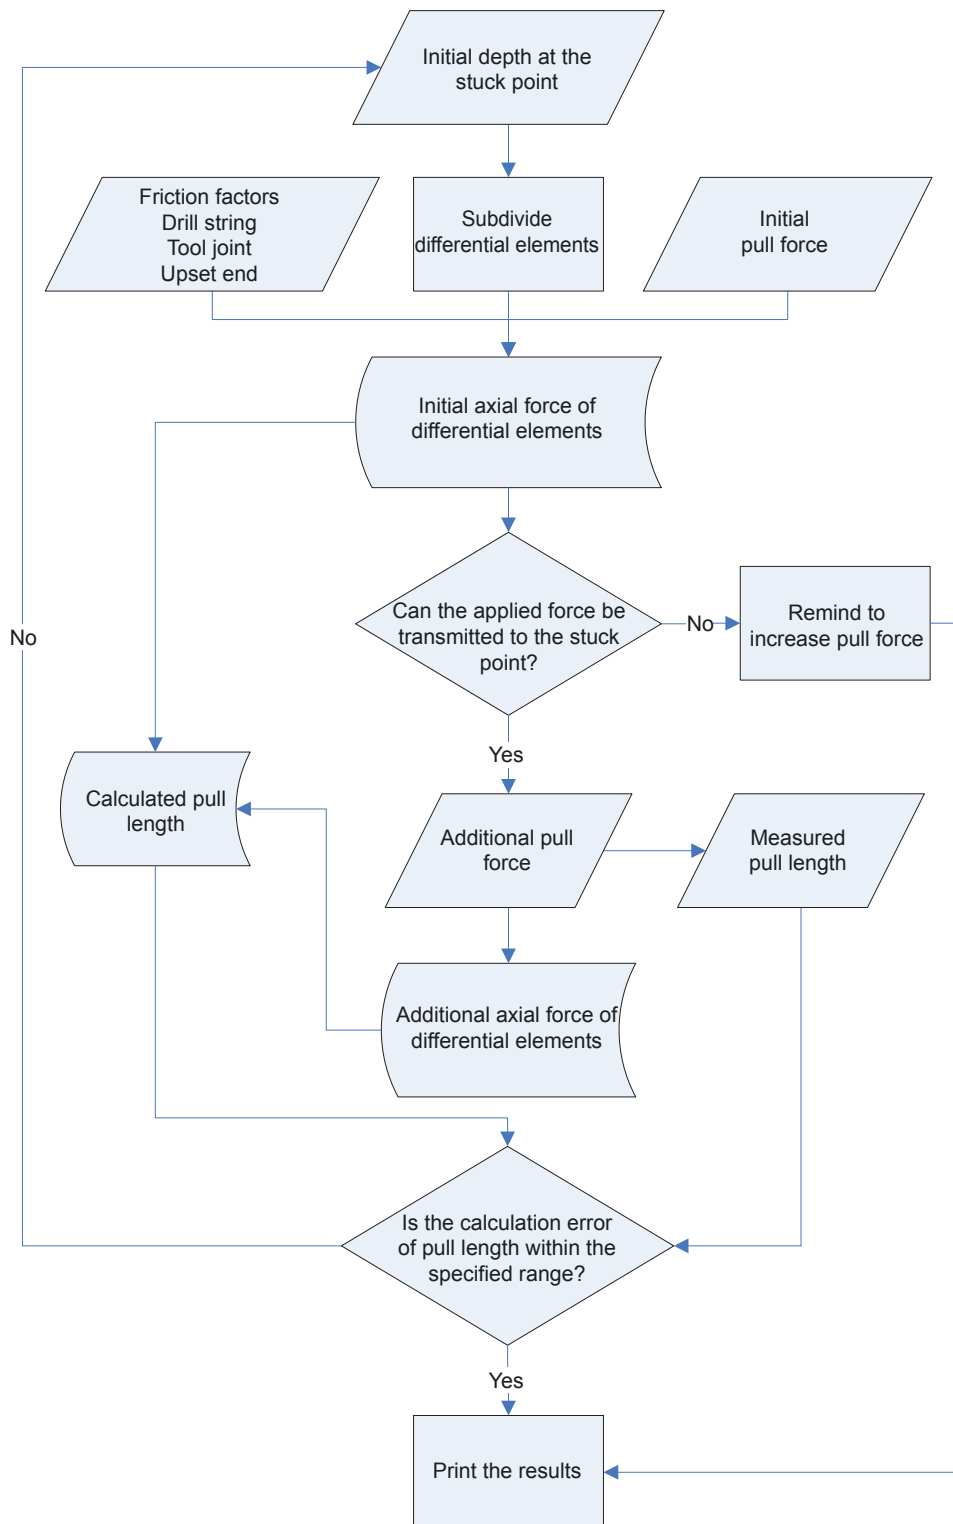 Initial depth at the
stuck point
Friction factors
Drill string
Tool joint
Upset end
Subdivide
differential elements
Initial
pull force
Initial axial force of
differential elements
Can the applied force be
transmitted to the stuck
point?
No
Remind to
increase pull force
No
Yes
Calculated pull
length
Additional pull
force
Measured
pull length
Additional axial force of
differential elements
Is the calculation error
of pull length within the
specified range?
Yes
Print the results